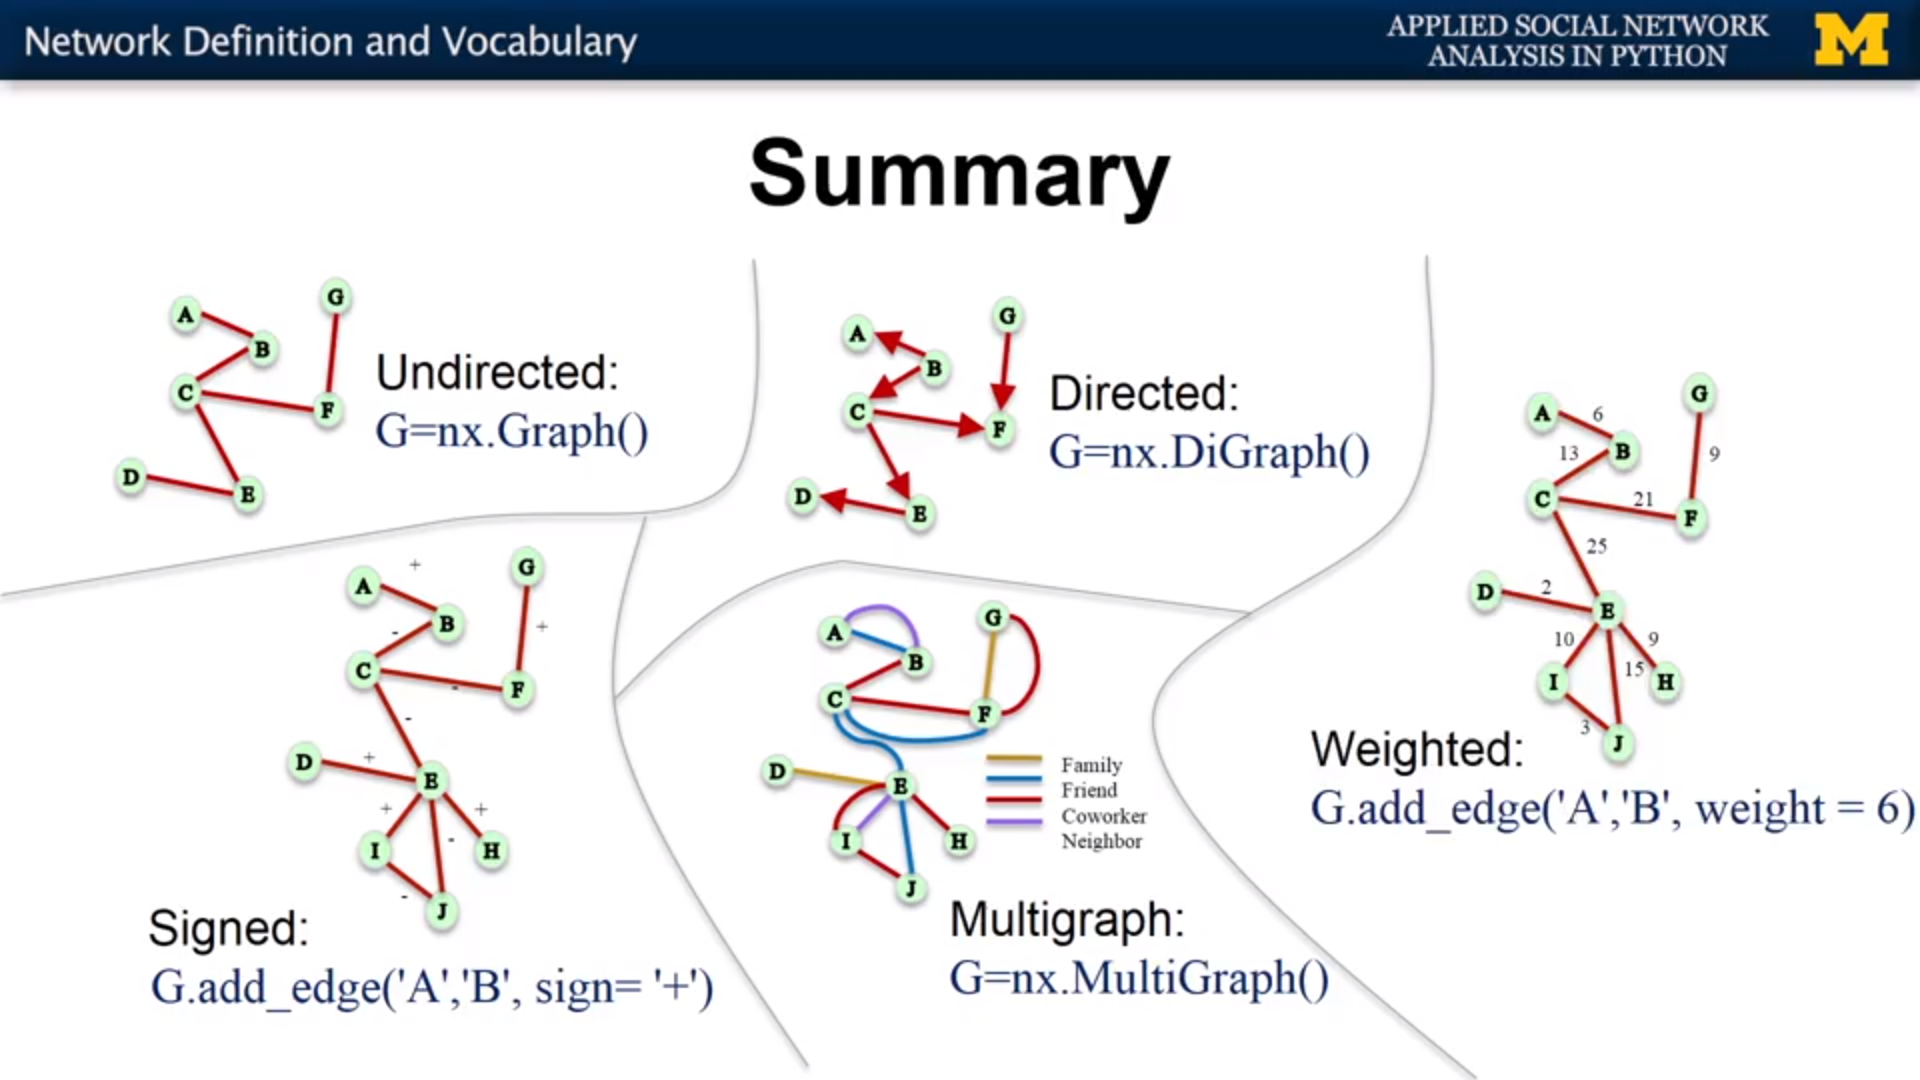 Network Definition and Vocabulary
APPLIED SOCIAL NETWORK
ANALYSIS IN PYTHON
M
Summary
A
G
B
C
F
D
E
Undirected:
G=nx.Graph()
A
G
B
C
F
D
E
Directed:
G=nx.DiGraph()
A
6
G
13
B
9
C
21
F
25
D
2
E
10
9
15
I
H
3
J
Weighted:
G.add_edge('A','B', weight = 6)
+
G
A
B
+
-
C
-
F
-
D
+
E
+
+
-
I
H
-
J
Signed:
G.add_edge('A','B', sign= '+')
A
G
B
C
F
D
E
I
H
J
Family
Friend
Coworker
Neighbor
Multigraph:
G=nx.MultiGraph()